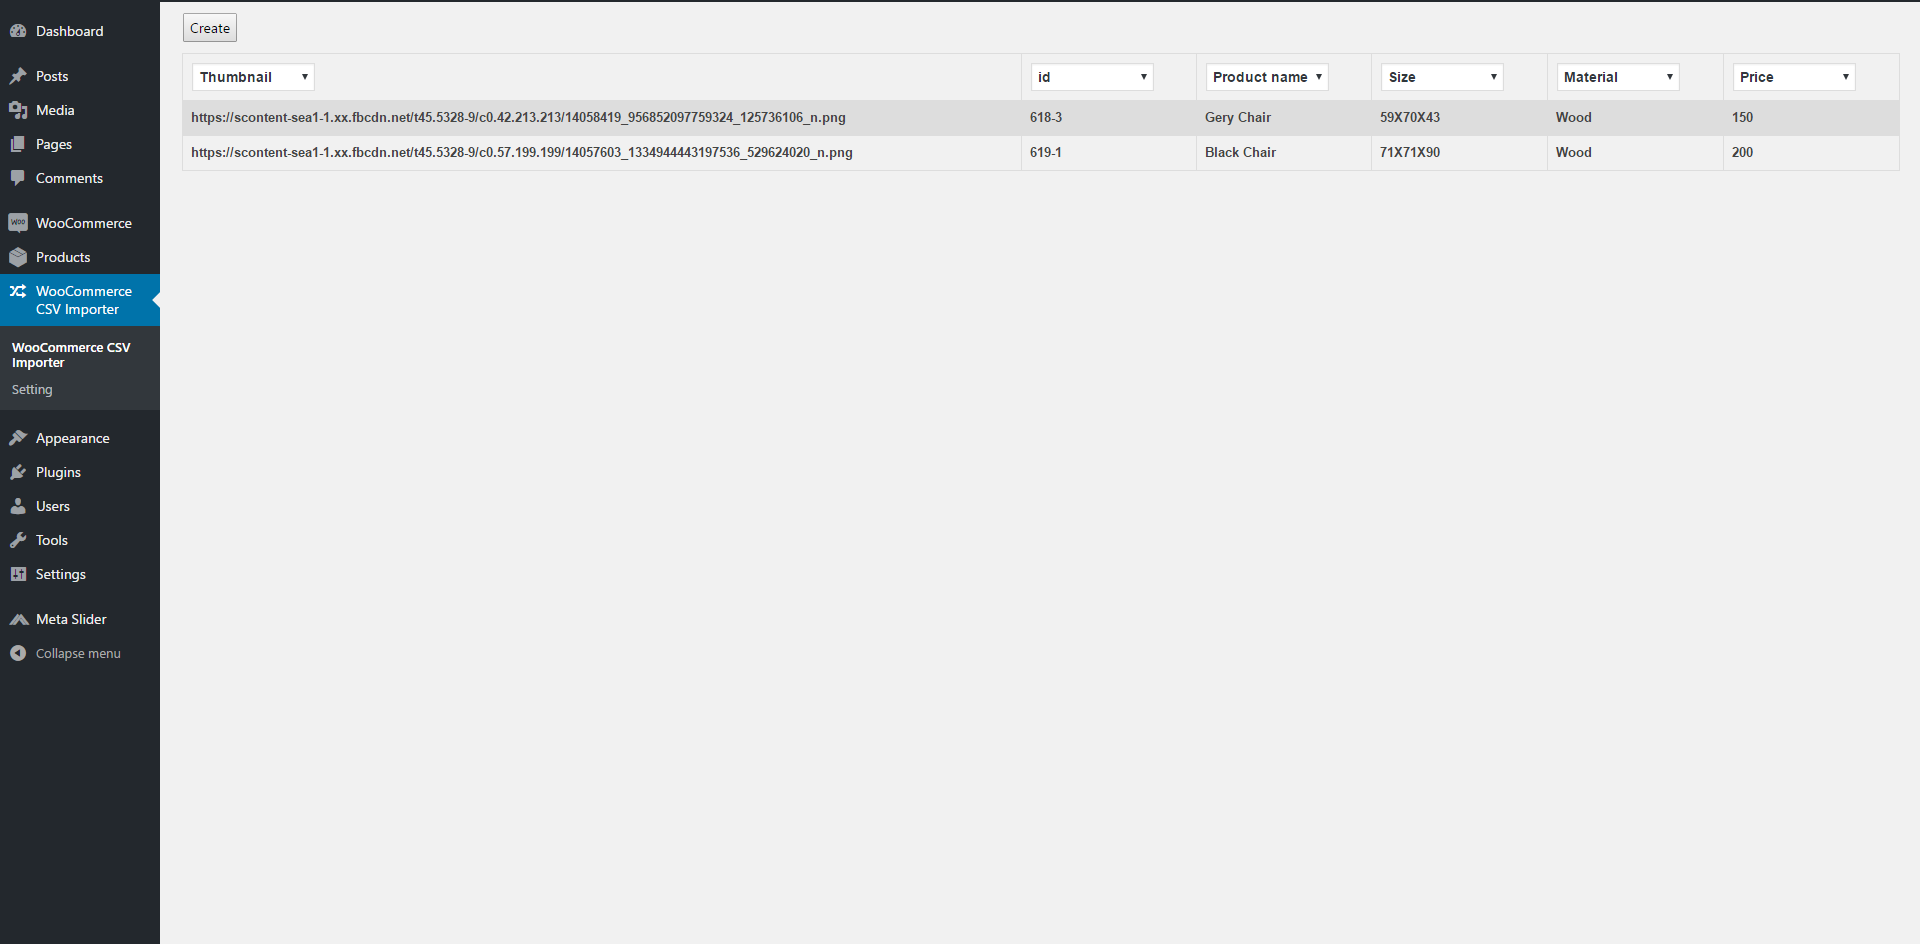 Dashboard
Posts
Media
Pages
Comments
Woo WooCommerce
Products
WooCommerce
CSV Importer
WooCommerce CSV
Importer
Setting
Appearance
Plugins
Users
Tools
Settings
Meta Slider
Collapse menu
Create
Thumbnail id Product name Size Material Price
https://scontent-sea1-1.xx.fbcdn.net/t45.5328-9/c0.42.213.213/14058419_956852097759324_125736106_n.png 618-3 Gery Chair 59X70X43 Wood 150
https://scontent-sea1-1.xx.fbcdn.net/t45.5328-9/c0.57.199.199/14057603_1334944443197536_529624020_n.png 619-1 Black Chair 71X71X90 Wood 200